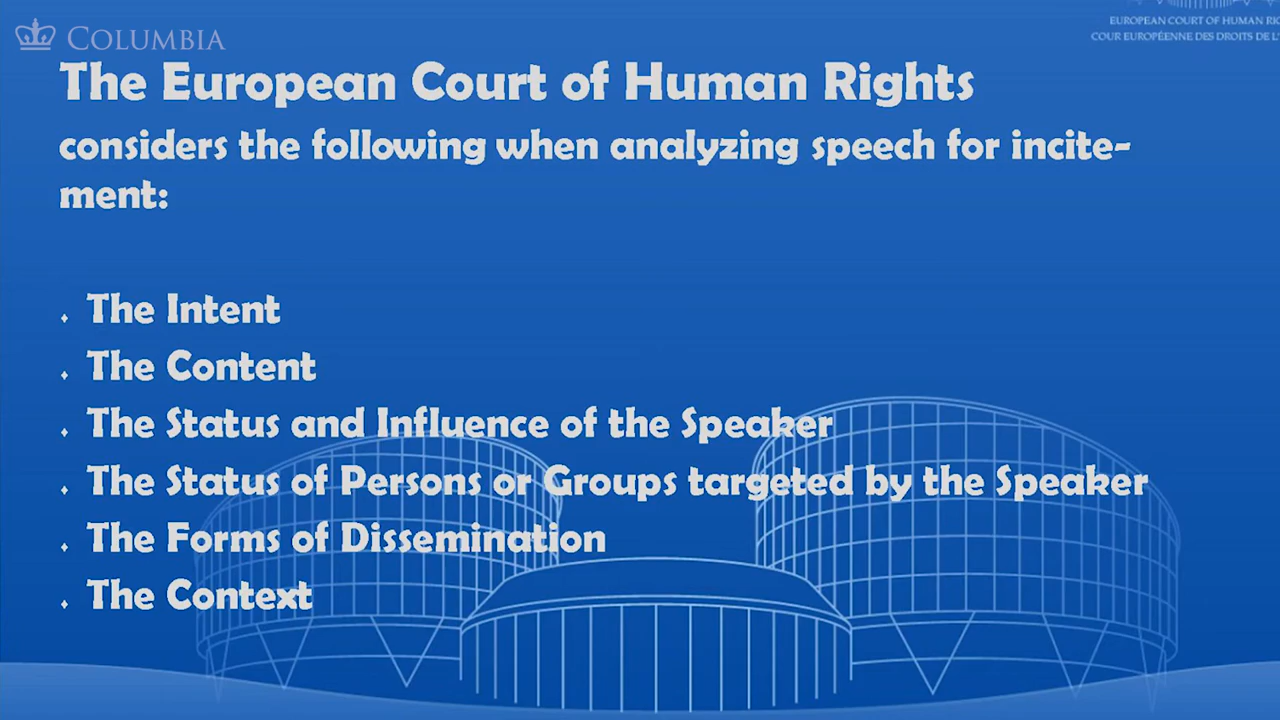 COLUMBIA
EUROPEAN COURT OF HUMAN
COUR EUROPÉENNE DES DROITS DE
The European Court of Human Rights
considers the following when analyzing speech for incite-
ment:
The Intent
The Content
The Status and Influence of the Speaker
The Status of Persons or Groups targeted by the Speaker
The Forms of Dissemination
The Context